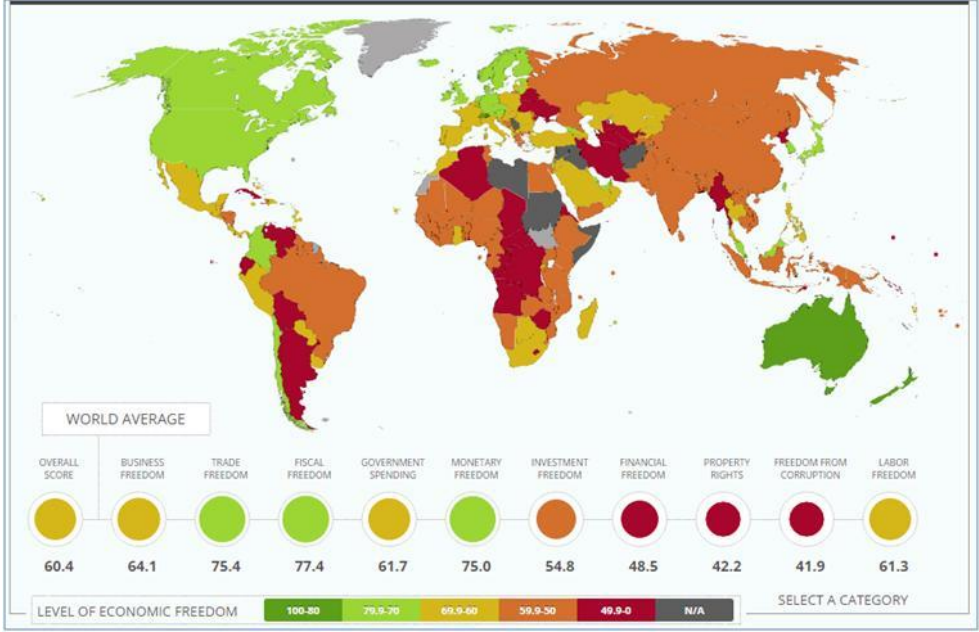 WORLD AVERAGE
OVERALL
SCORE
BUSINESS
FREEDOM
TRADE
FREEDOM
FISCAL
FREEDOM
GOVERNMENT
SPENDING
MONETARY
FREEDOM
INVESTMENT
FREEDOM
FINANCIAL
FREEDOM
PROPERTY
RIGHTS
FREEDOM FROM
CORRUPTION
LABOR
FREEDOM
60.4 64.1 75.4 77.4 61.7 75.0 54.8 48.5 42.2 41.9 61.3
LEVEL OF ECONOMIC FREEDOM 100-80 79.9-70 69.9-60 59.9-50 49.9-0 N/A SELECT A CATEGORY